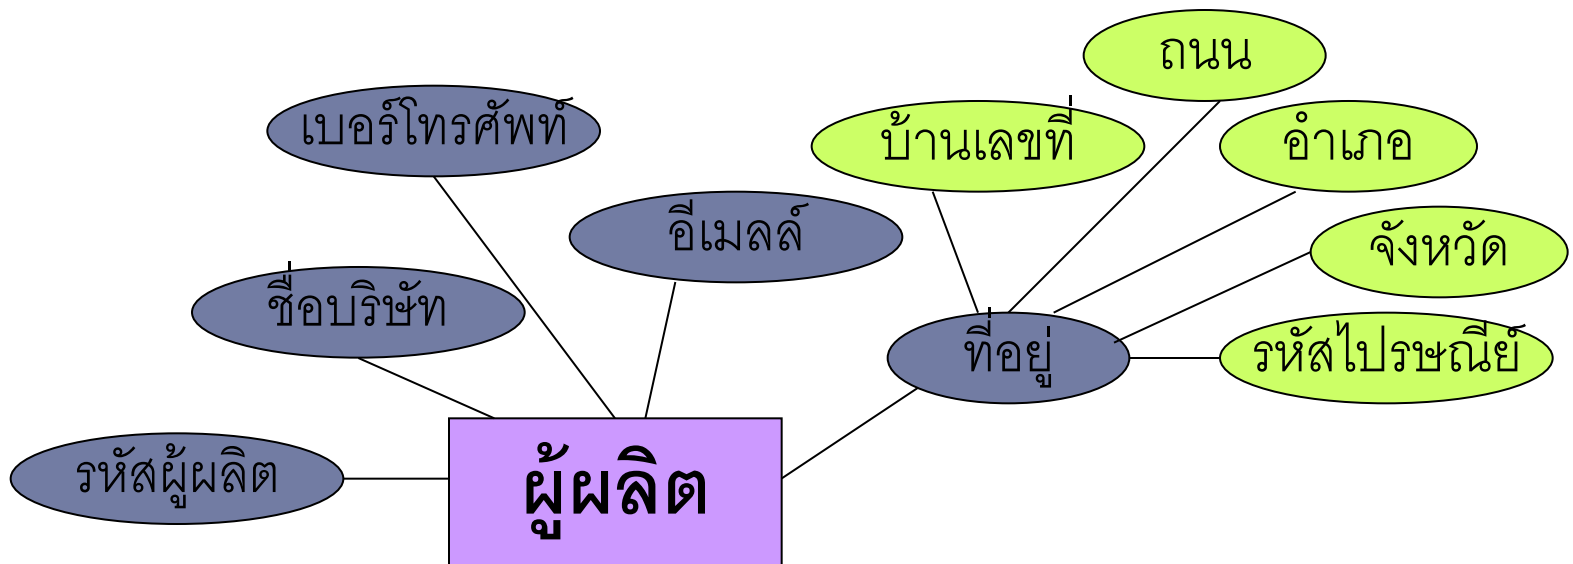 ถนน
เบอร์โทรศัพท์
บ้านเลขที่
อำเภอ
อีเมลล์
จังหวัด
ชื่อบริษัท
ที่อยู่
รหัสไปรษณีย์
รหัสผู้ผลิต
ผู้ผลิต